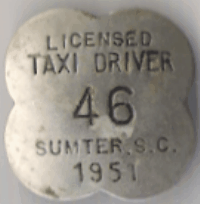 LICENSED
TAXI DRIVER
46
SUMTER, S.C.
1951